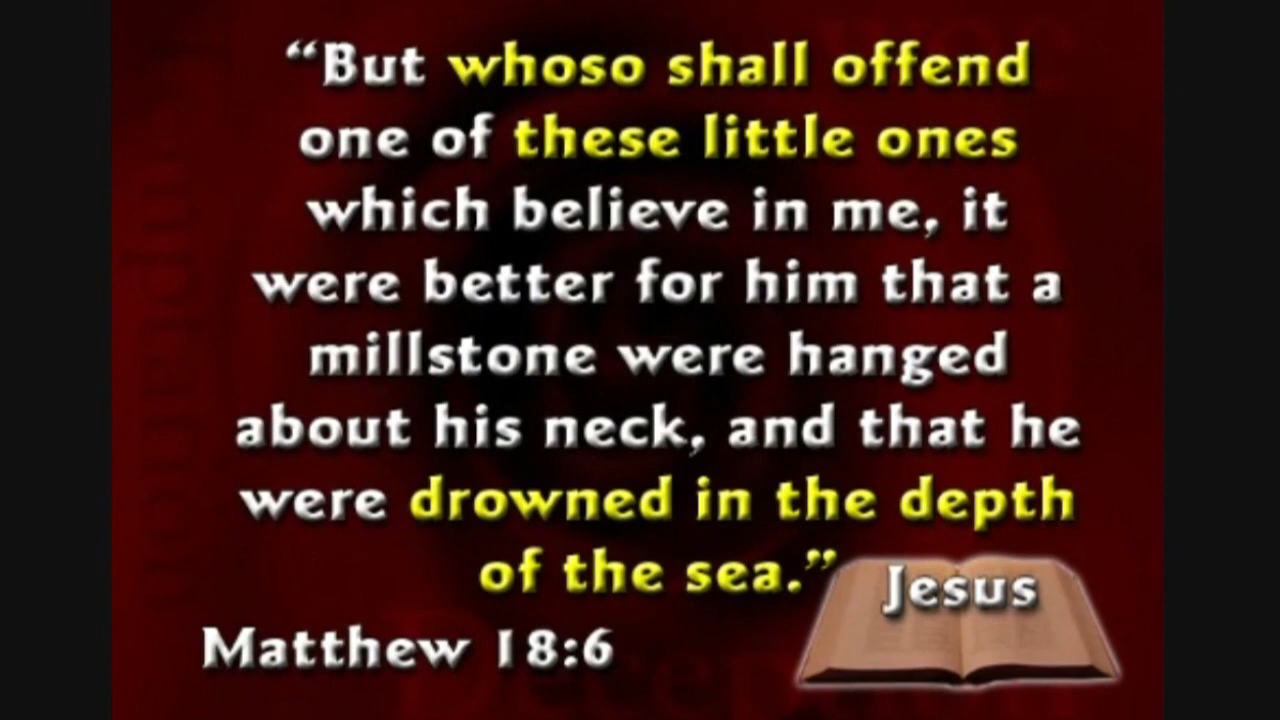 “But whoso shall offend
one of these little ones
which believe in me, it
were better for him that a
millstone were hanged
about his neck, and that he
were drowned in the depth
of the sea.”
Jesus
Matthew 18:6